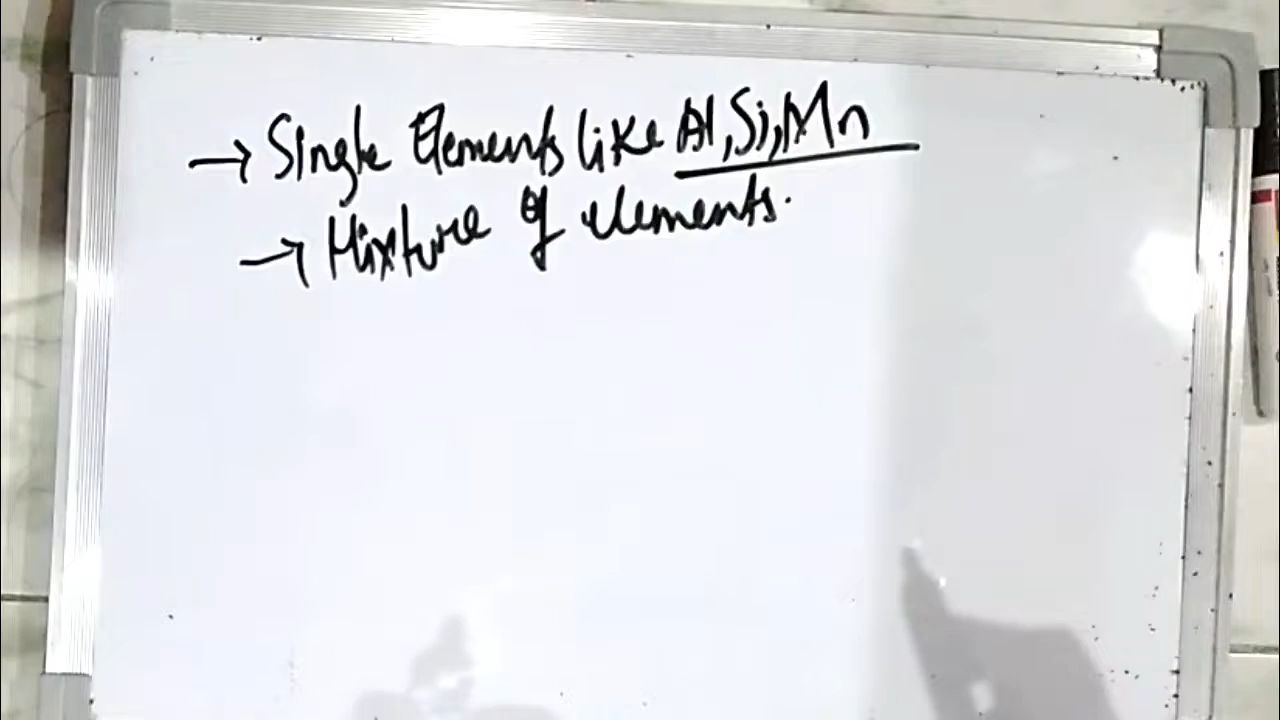 → Single Elements like Al, Si, Mn
→ Mixture of elements.